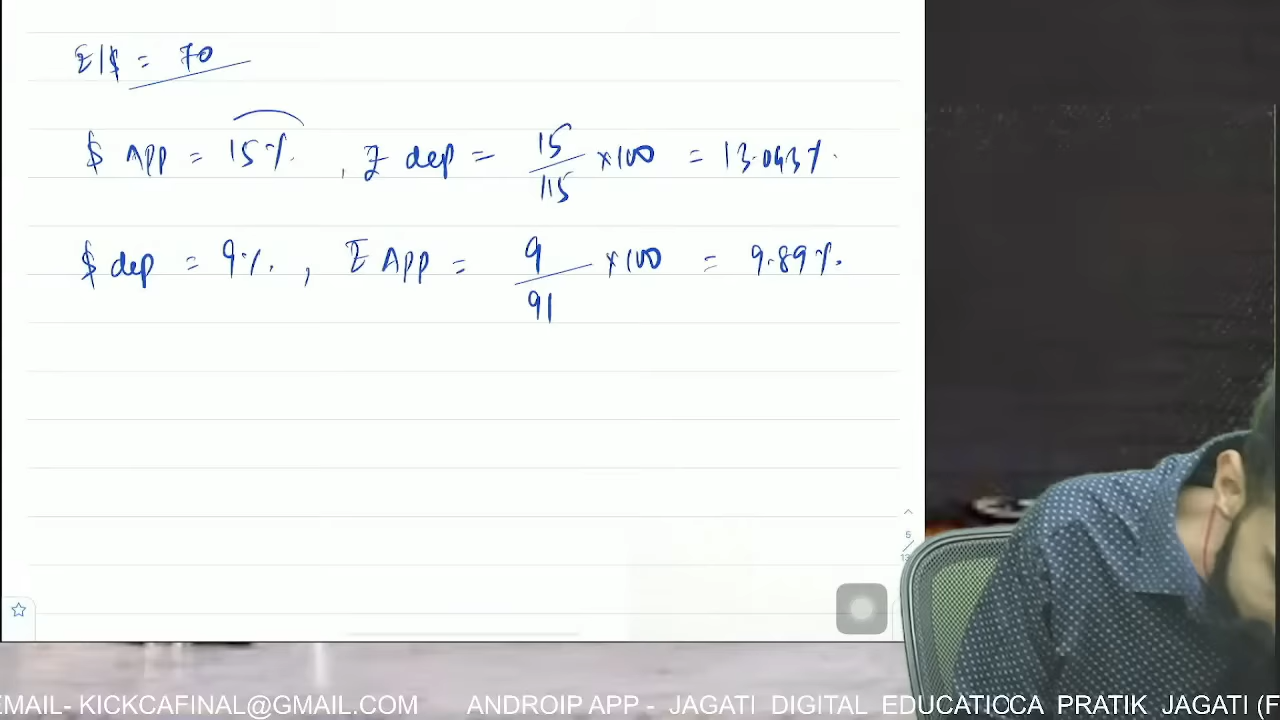 ₹/$ = 70
$ APP = 15%, ₹ dep = 15/115 ×100 = 13.043%.
$ dep = 9%, ₹ APP = 9/91 ×100 = 9.89%.
5
EMAIL- KICKCAFINAL@GMAIL.COM ANDROIP APP - JAGATI DIGITAL EDUCATIOCA PRATIK JAGATI (F